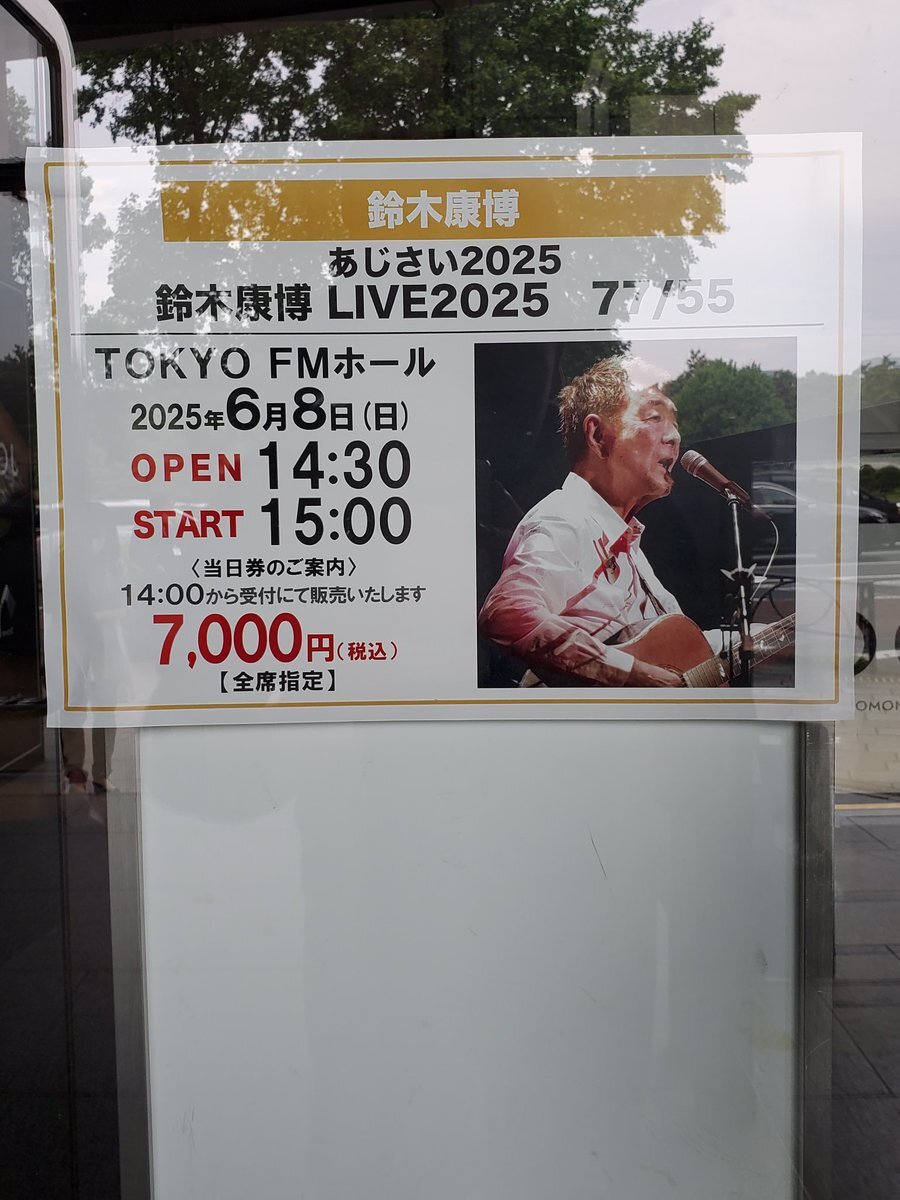 鈴木康博
あじさい2025
鈴木康博 LIVE2025 77/55
TOKYO FMホール
2025年6月8日(日)
OPEN 14:30
START 15:00
〈当日券のご案内〉
14:00から受付にて販売いたします
7,000円(税込)
【全席指定】